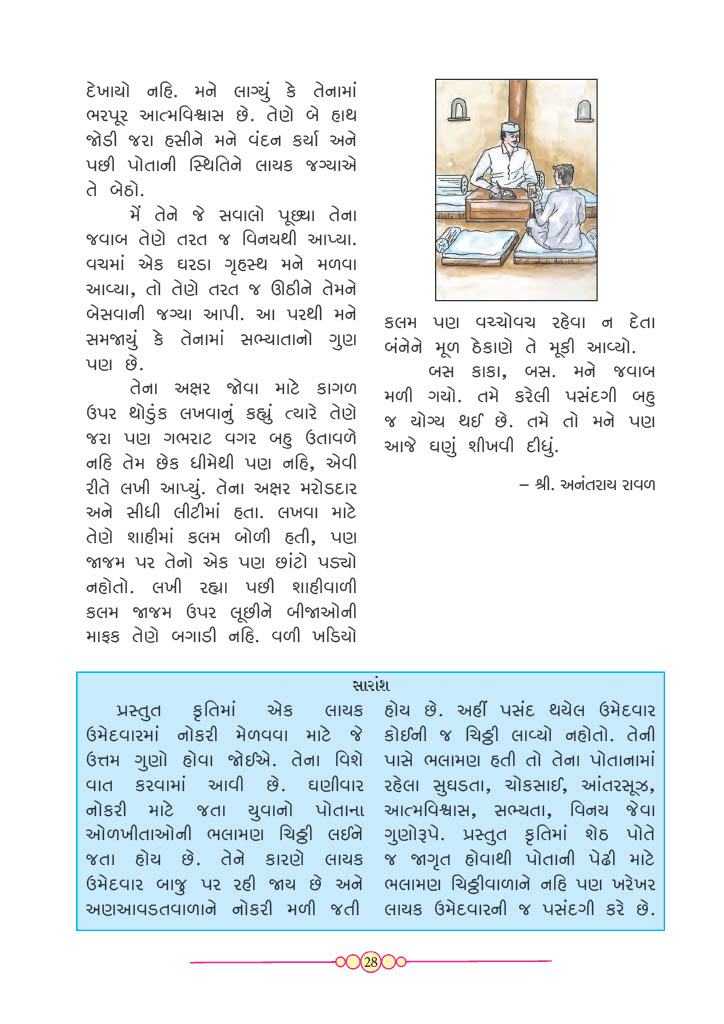 દેખાયો નહિ. મને લાગ્યું કે તેનામાં
ભરપૂર આત્મવિશ્વાસ છે. તેણે બે હાથ
જોડી જરા હસીને મને વંદન કર્યા અને
પછી પોતાની સ્થિતિને લાયક જગ્યાએ
તે બેઠો.
મેં તેને જે સવાલો પૂછ્યા તેના
જવાબ તેણે તરત જ વિનયથી આપ્યા.
વચમાં એક ઘરડા ગૃહસ્થ મને મળવા
આવ્યા, તો તેણે તરત જ ઊઠીને તેમને
બેસવાની જગ્યા આપી. આ પરથી મને
સમજાયું કે તેનામાં સભ્યાતાનો ગુણ
પણ છે.
તેના અક્ષર જોવા માટે કાગળ
ઉપર થોડુંક લખવાનું કહ્યું ત્યારે તેણે
જરા પણ ગભરાટ વગર બહુ ઉતાવળે
નહિ તેમ છેક ધીમેથી પણ નહિ, એવી
રીતે લખી આપ્યું. તેના અક્ષર મરોડદાર
અને સીધી લીટીમાં હતા. લખવા માટે
તેણે શાહીમાં કલમ બોળી હતી, પણ
જાજમ પર તેનો એક પણ છાંટો પડ્યો
નહોતો. લખી રહ્યા પછી શાહીવાળી
કલમ જાજમ ઉપર લૂછીને બીજાઓની
માફક તેણે બગાડી નહિ. વળી ખડિયો
કલમ પણ વચ્ચોવચ રહેવા ન દેતા
બંનેને મૂળ ઠેકાણે તે મૂકી આવ્યો.
બસ કાકા, બસ. મને જવાબ
મળી ગયો. તમે કરેલી પસંદગી બહુ
જ યોગ્ય થઈ છે. તમે તો મને પણ
આજે ઘણું શીખવી દીધું.
– શ્રી. અનંતરાય રાવળ
સારાંશ
પ્રસ્તુત કૃતિમાં એક લાયક
ઉમેદવારમાં નોકરી મેળવવા માટે જે
ઉત્તમ ગુણો હોવા જોઈએ. તેના વિશે
વાત કરવામાં આવી છે. ઘણીવાર
નોકરી માટે જતા યુવાનો પોતાના
ઓળખીતાઓની ભલામણ ચિઠ્ઠી લઈને
જતા હોય છે. તેને કારણે લાયક
ઉમેદવાર બાજુ પર રહી જાય છે અને
અણઆવડતવાળાને નોકરી મળી જતી
હોય છે. અહીં પસંદ થયેલ ઉમેદવાર
કોઈની જ ચિઠ્ઠી લાવ્યો નહોતો. તેની
પાસે ભલામણ હતી તો તેના પોતાનામાં
રહેલા સુઘડતા, ચોકસાઈ, આંતરસૂઝ,
આત્મવિશ્વાસ, સભ્યતા, વિનય જેવા
ગુણોરૂપે. પ્રસ્તુત કૃતિમાં શેઠ પોતે
જ જાગૃત હોવાથી પોતાની પેઢી માટે
ભલામણ ચિઠ્ઠીવાળાને નહિ પણ ખરેખર
લાયક ઉમેદવારની જ પસંદગી કરે છે.
28